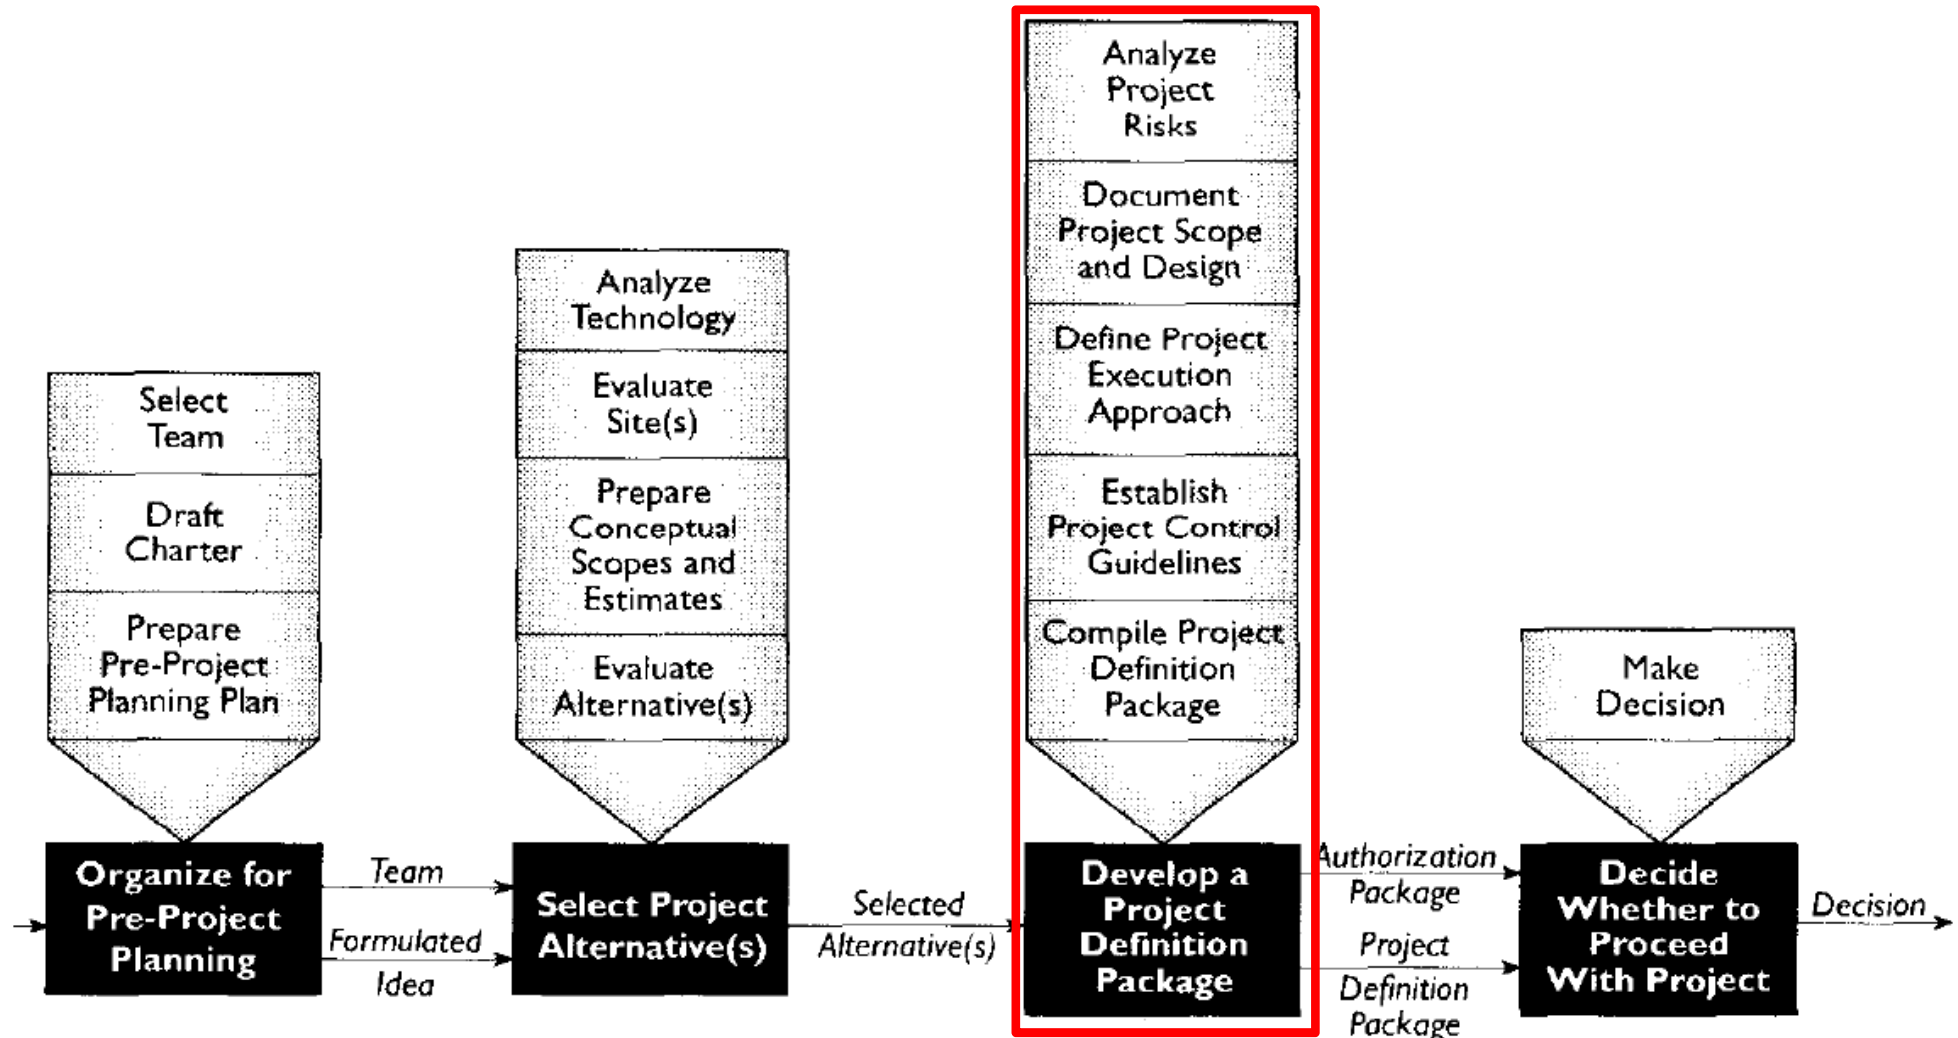 Select
Team
Draft
Charter
Prepare
Pre-Project
Planning Plan
Organize for
Pre-Project
Planning
Team
Formulated
Idea
Analyze
Technology
Evaluate
Site(s)
Prepare
Conceptual
Scopes and
Estimates
Evaluate
Alternative(s)
Select Project
Alternative(s)
Selected
Alternative(s)
Analyze
Project
Risks
Document
Project Scope
and Design
Define Project
Execution
Approach
Establish
Project Control
Guidelines
Compile Project
Definition
Package
Develop a
Project
Definition
Package
Authorization
Package
Project
Definition
Package
Make
Decision
Decide
Whether to
Proceed
With Project
Decision